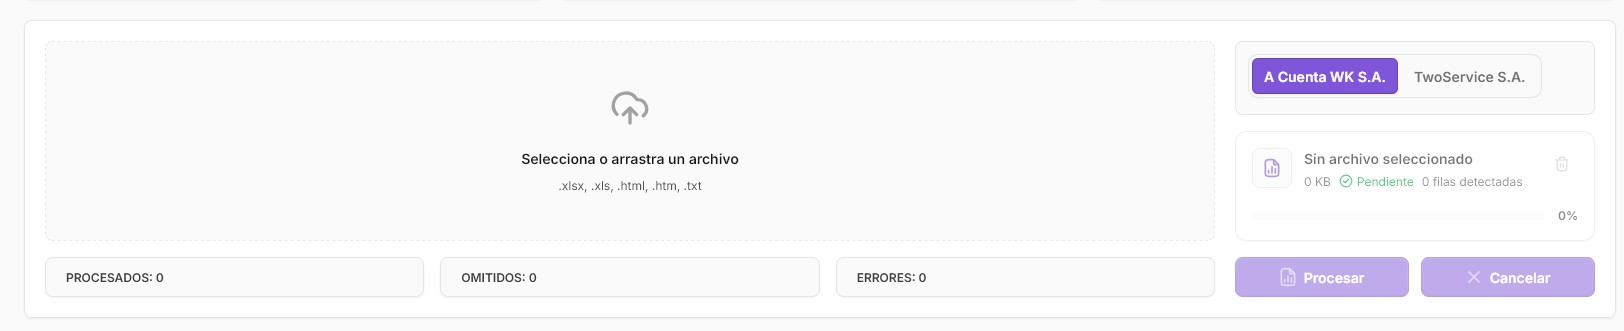 Selecciona o arrastra un archivo
.xlsx, .xls, .html, .htm, .txt
PROCESADOS: 0
OMITIDOS: 0
ERRORES: 0
A Cuenta WK S.A.
TwoService S.A.
Sin archivo seleccionado
0 KB Pendiente 0 filas detectadas
0%
Procesar
Cancelar